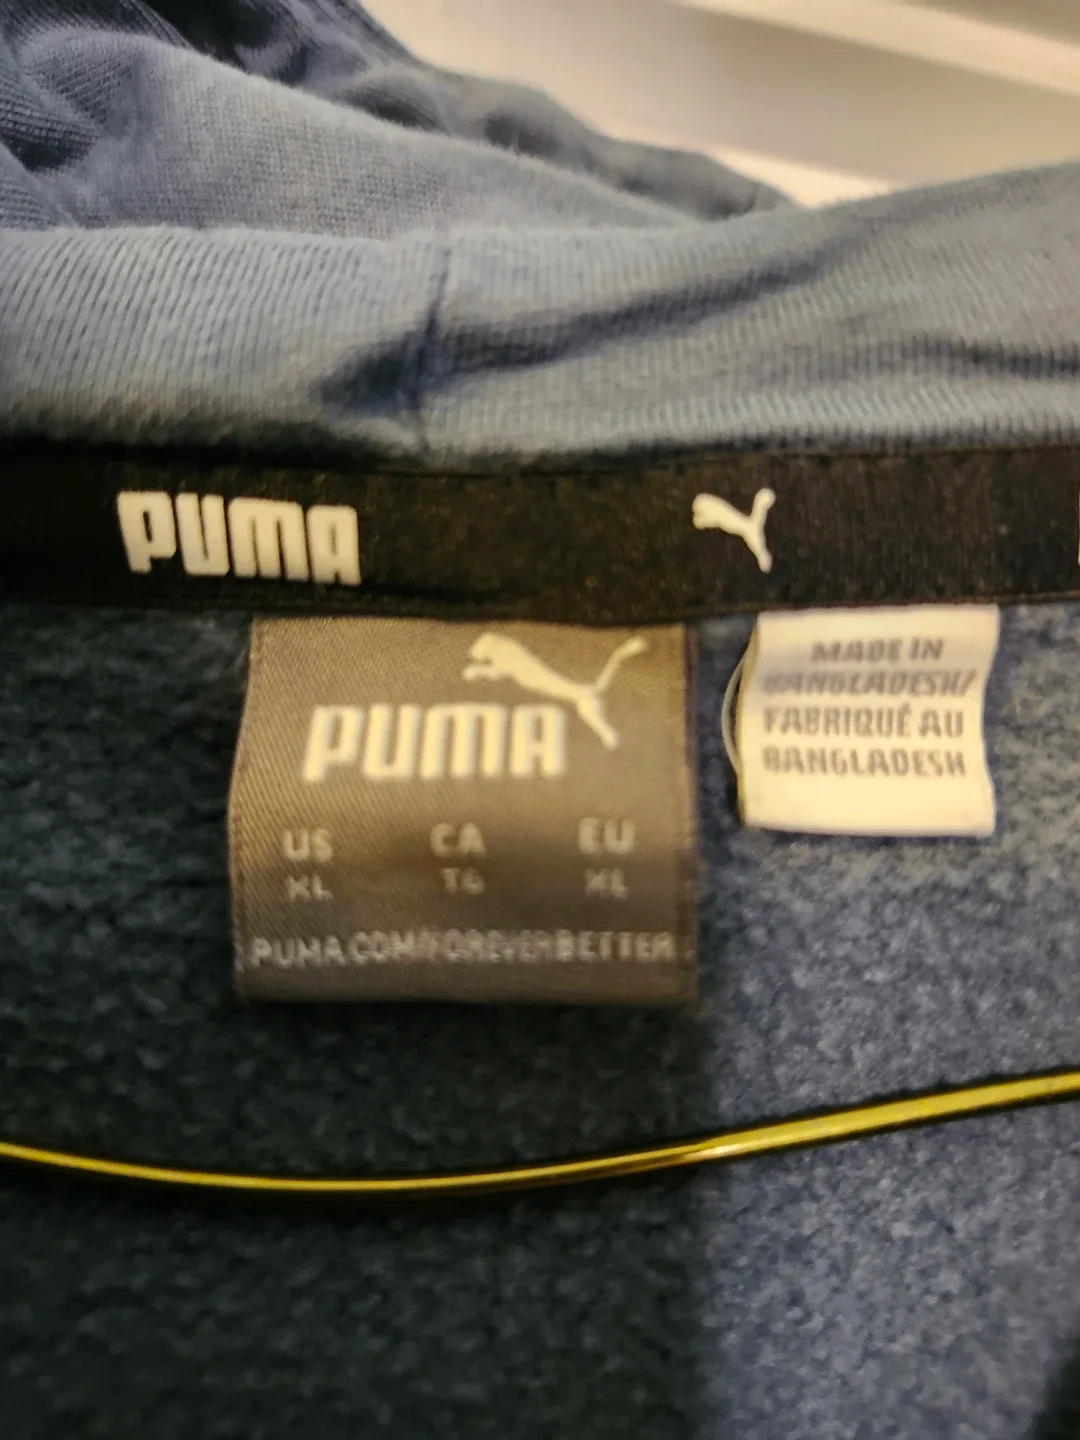 PUMA
PUMA
US CA EU
XL TG XL
PUMA.COM/FOREVERBETTER
MADE IN
BANGLADESH/
FABRIQUÉ AU
BANGLADESH